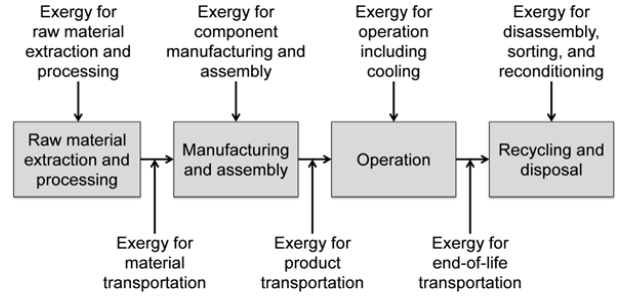 Exergy for
raw material
extraction and
processing
Exergy for
component
manufacturing and
assembly
Exergy for
operation
including
cooling
Exergy for
disassembly,
sorting, and
reconditioning
Raw material
extraction and
processing
Manufacturing
and assembly
Operation
Recycling and
disposal
Exergy for
material
transportation
Exergy for
product
transportation
Exergy for
end-of-life
transportation